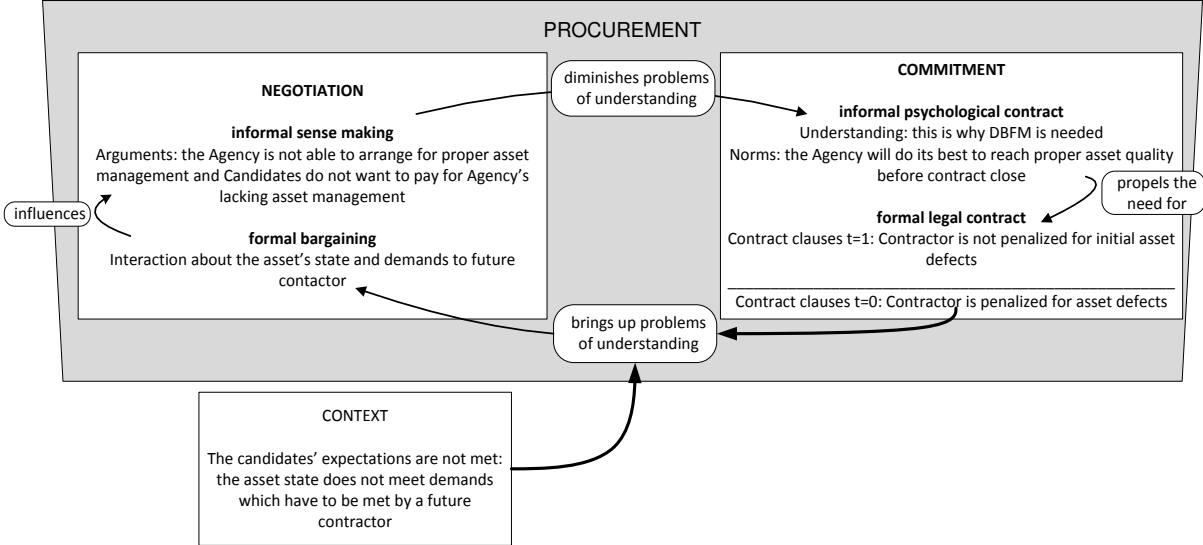 PROCUREMENT
NEGOTIATION
informal sense making
Arguments: the Agency is not able to arrange for proper asset
management and Candidates do not want to pay for Agency's
lacking asset management
influences
formal bargaining
Interaction about the asset's state and demands to future
contactor
diminishes problems
of understanding
COMMITMENT
informal psychological contract
Understanding: this is why DBFM is needed
Norms: the Agency will do its best to reach proper asset quality
before contract close
propels the
need for
formal legal contract
Contract clauses t=1: Contractor is not penalized for initial asset
defects
Contract clauses t=0: Contractor is penalized for asset defects
brings up problems
of understanding
CONTEXT
The candidates' expectations are not met:
the asset state does not meet demands
which have to be met by a future
contractor